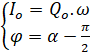 {I₀ = Q₀.ω
φ = α − π/2